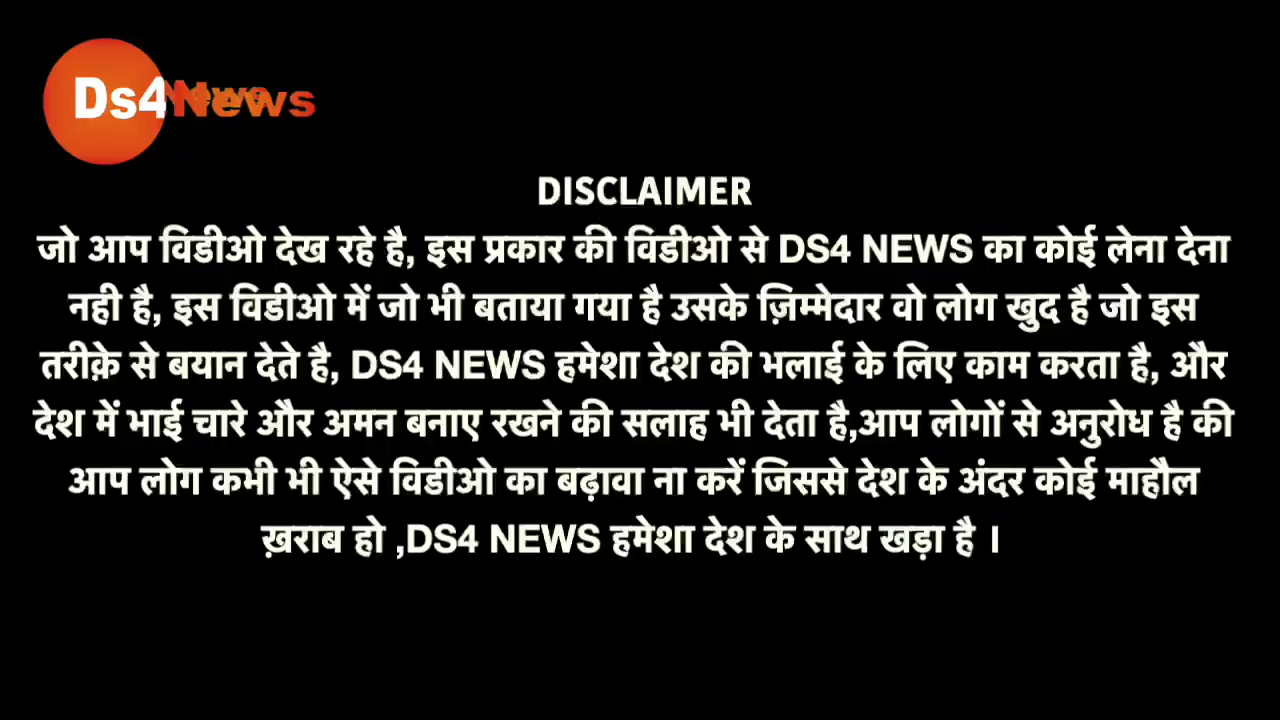 Ds4News
DISCLAIMER
जो आप विडीओ देख रहे है, इस प्रकार की विडीओ से DS4 NEWS का कोई लेना देना
नही है, इस विडीओ में जो भी बताया गया है उसके ज़िम्मेदार वो लोग खुद है जो इस
तरीक़े से बयान देते है, DS4 NEWS हमेशा देश की भलाई के लिए काम करता है, और
देश में भाई चारे और अमन बनाए रखने की सलाह भी देता है,आप लोगों से अनुरोध है की
आप लोग कभी भी ऐसे विडीओ का बढ़ावा ना करें जिससे देश के अंदर कोई माहौल
ख़राब हो ,DS4 NEWS हमेशा देश के साथ खड़ा है ।